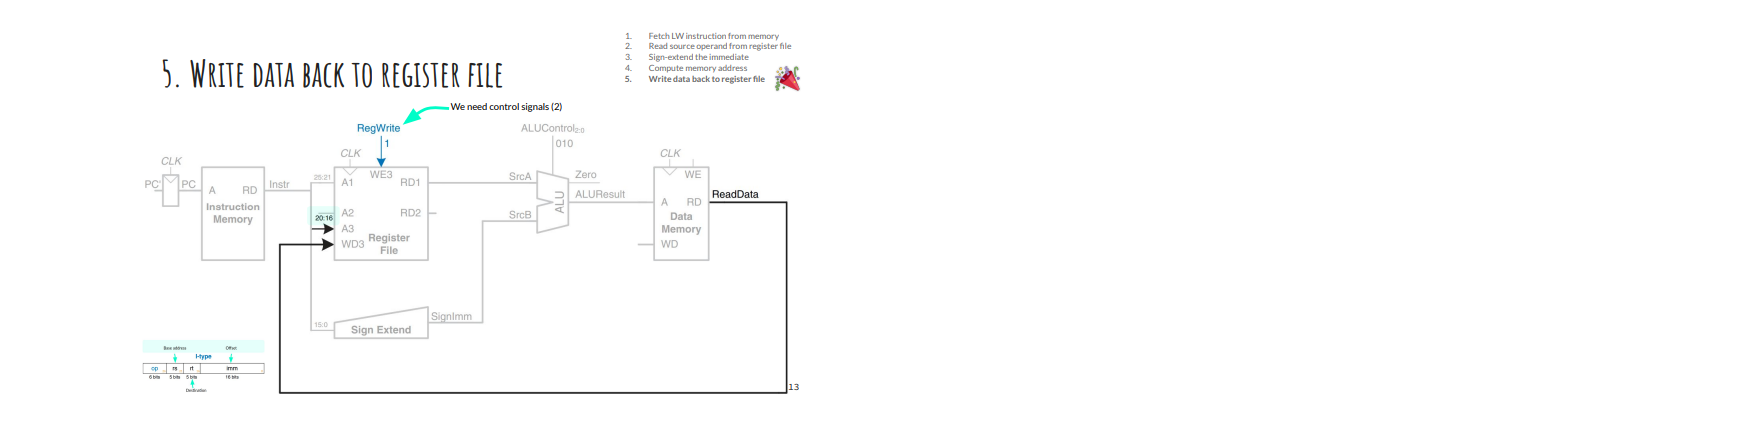 1. Fetch LW instruction from memory
2. Read source operand from register file
3. Sign-extend the immediate
4. Compute memory address
5. Write data back to register file
5. Write data back to register file
We need control signals (2)
RegWrite
1
ALUControl2:0
010
CLK
CLK
CLK
PC'
PC
A
RD
Instruction
Memory
Instr
25:21
A1
WE3
RD1
20:16
A2
RD2
A3
WD3
Register
File
SrcA
SrcB
ALU
Zero
ALUResult
WE
A
RD
Data
Memory
WD
ReadData
15:0
Sign Extend
SignImm
Base address
Offset
I-type
op
rs
rt
imm
6 bits
5 bits
5 bits
16 bits
Destination
13